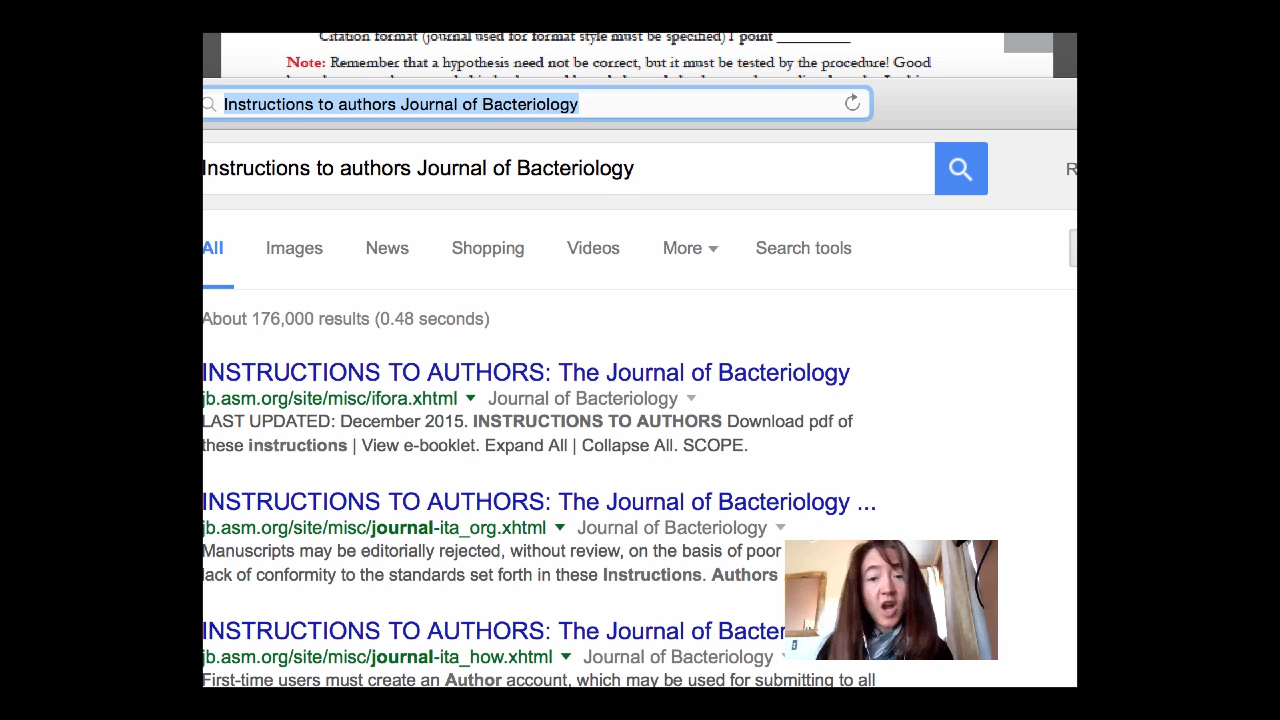 Citation format (journal used for format style must be specified) 1 point ________
Note: Remember that a hypothesis need not be correct, but it must be tested by the procedure! Good
Instructions to authors Journal of Bacteriology
Instructions to authors Journal of Bacteriology
R
All Images News Shopping Videos More Search tools
About 176,000 results (0.48 seconds)
INSTRUCTIONS TO AUTHORS: The Journal of Bacteriology
jb.asm.org/site/misc/ifora.xhtml Journal of Bacteriology
LAST UPDATED: December 2015. INSTRUCTIONS TO AUTHORS Download pdf of
these instructions | View e-booklet. Expand All | Collapse All. SCOPE.
INSTRUCTIONS TO AUTHORS: The Journal of Bacteriology ...
jb.asm.org/site/misc/journal-ita_org.xhtml Journal of Bacteriology
Manuscripts may be editorially rejected, without review, on the basis of poor
lack of conformity to the standards set forth in these Instructions. Authors
INSTRUCTIONS TO AUTHORS: The Journal of Bacter
jb.asm.org/site/misc/journal-ita_how.xhtml Journal of Bacteriology
First-time users must create an Author account, which may be used for submitting to all